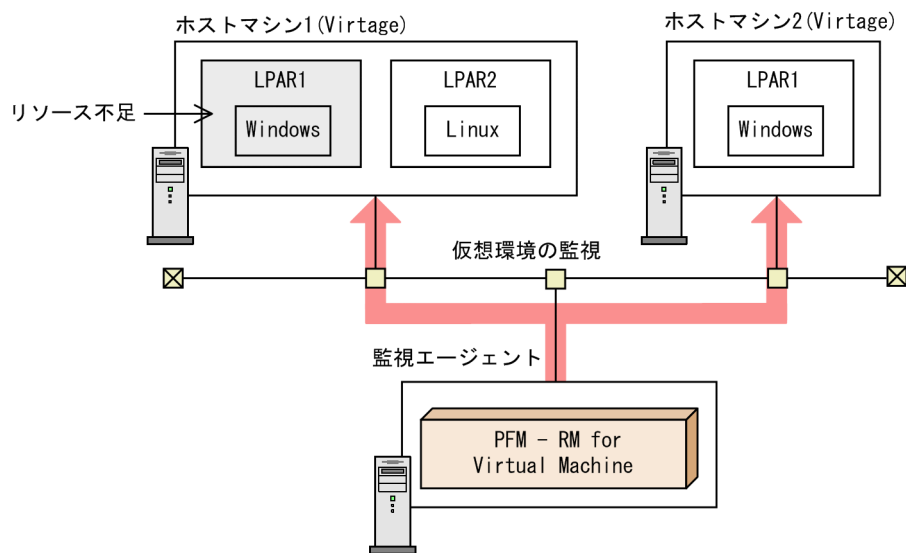 ホストマシン1(Virtage)
ホストマシン2(Virtage)
LPAR1
LPAR2
LPAR1
リソース不足
Windows
Linux
Windows
仮想環境の監視
監視エージェント
PFM － RM for
Virtual Machine